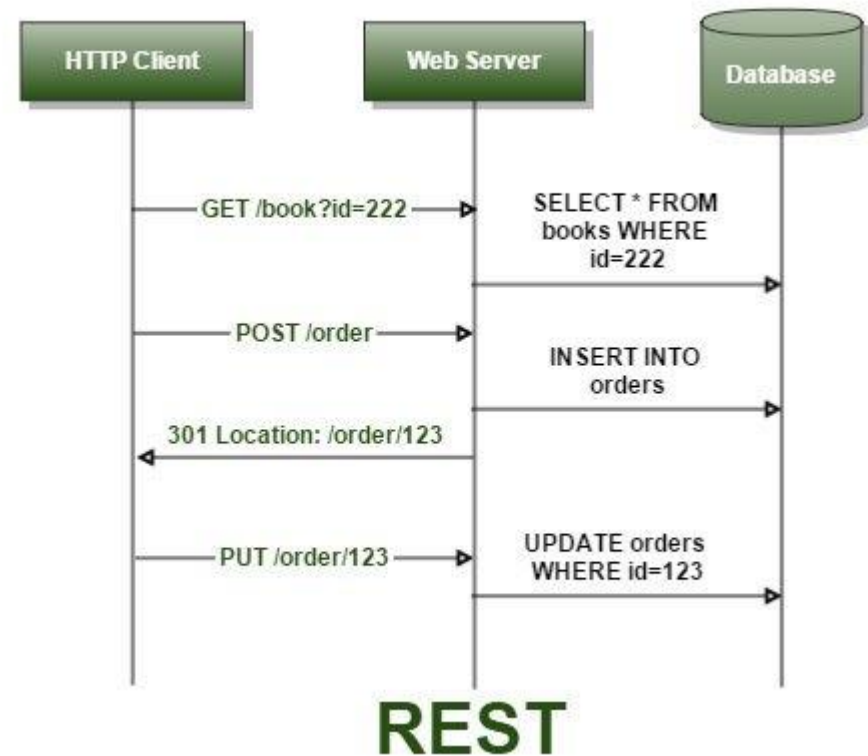 HTTP Client
Web Server
Database
GET /book?id=222
SELECT * FROM
books WHERE
id=222
POST /order
INSERT INTO
orders
301 Location: /order/123
PUT /order/123
UPDATE orders
WHERE id=123
REST